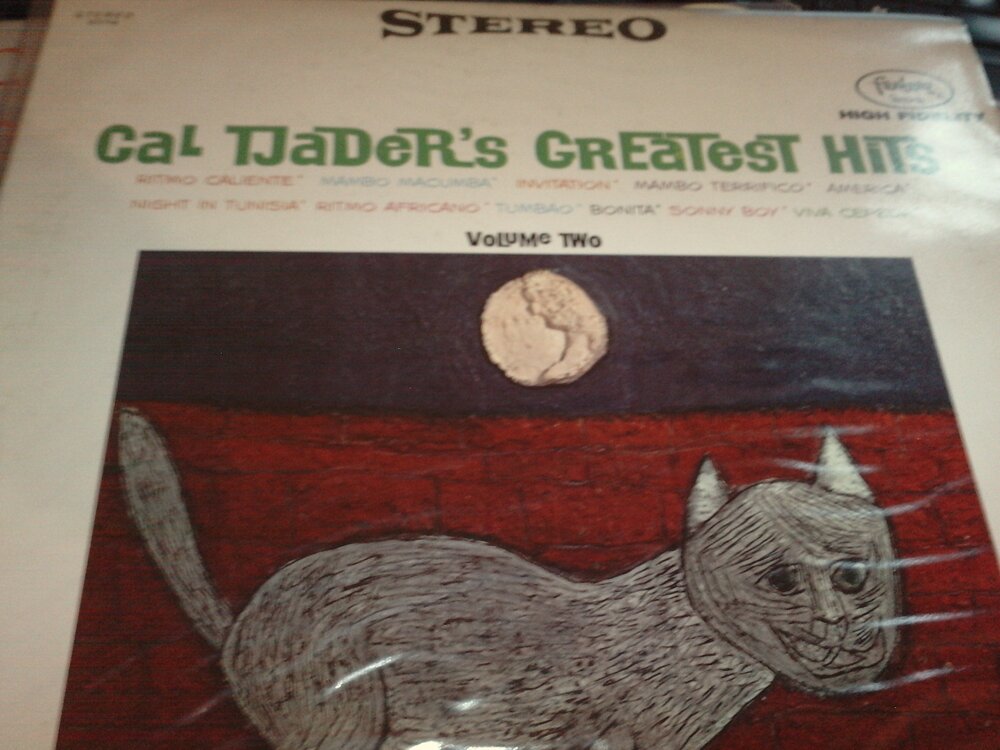 STEREO
STEREO
HIGH FIDELITY
CAL TJADER'S GREATEST HITS
RITMO CALIENTE* MAMBO MACUMBA* INVITATION* MAMBO TERRIFICO* AMERICA*
NIGHT IN TUNISIA* RITMO AFRICANO* TUMBAO* BONITA* SONNY BOY* VIVA
VOLUME TWO